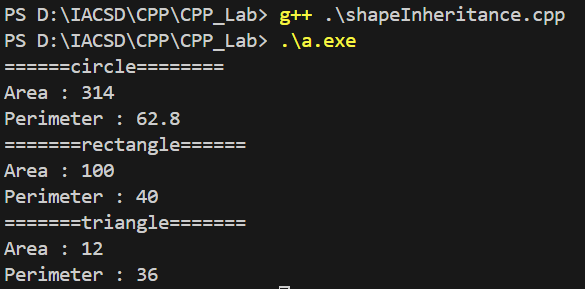 PS D:\IACSD\CPP\CPP_Lab> g++ .\shapeInheritance.cpp
PS D:\IACSD\CPP\CPP_Lab> .\a.exe
======circle========
Area : 314
Perimeter : 62.8
=======rectangle======
Area : 100
Perimeter : 40
=======triangle=======
Area : 12
Perimeter : 36